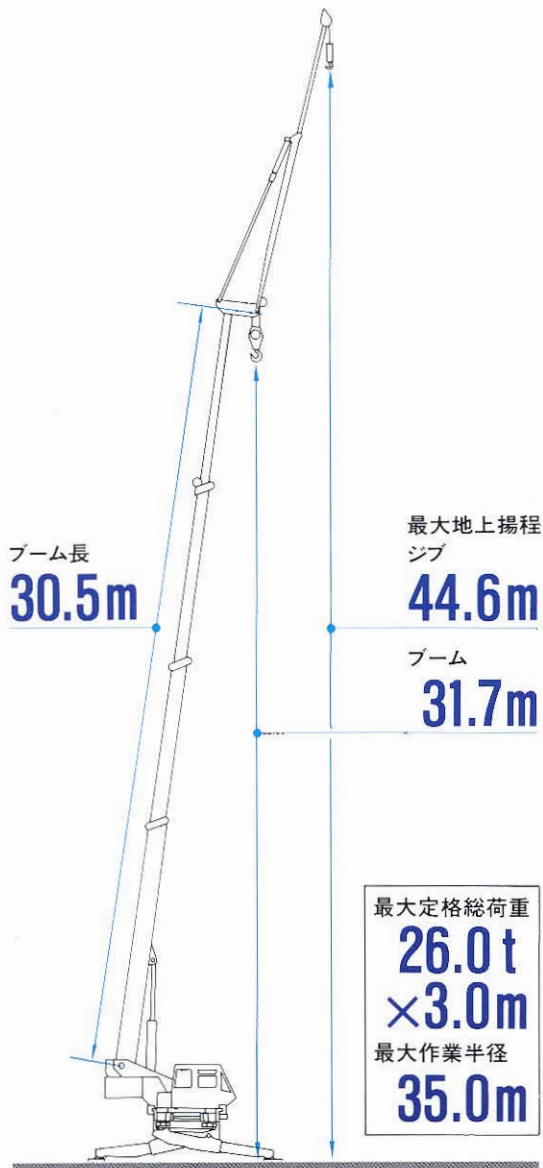 ブーム長
30.5m
最大地上揚程
ジブ
44.6m
ブーム
31.7m
最大定格総荷重
26.0t
×3.0m
最大作業半径
35.0m